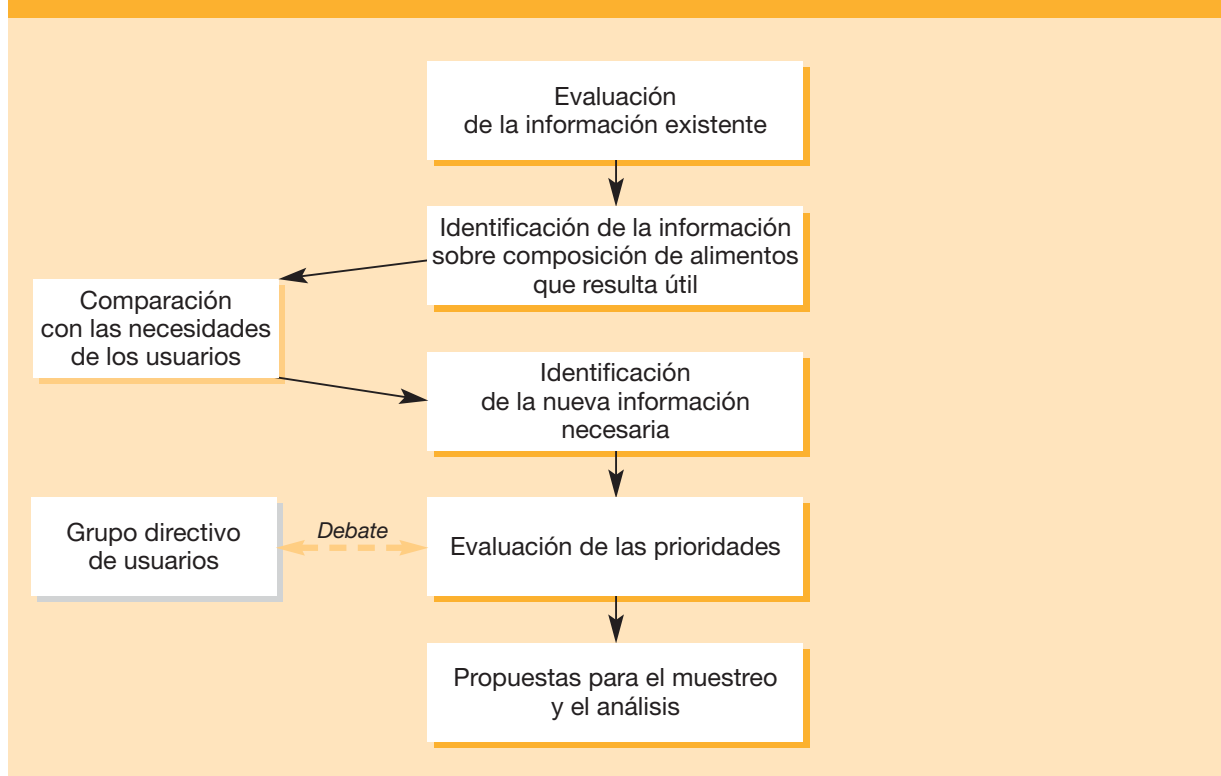 Evaluación
de la información existente
Identificación de la información
sobre composición de alimentos
que resulta útil
Comparación
con las necesidades
de los usuarios
Identificación
de la nueva información
necesaria
Grupo directivo
de usuarios
Debate
Evaluación de las prioridades
Propuestas para el muestreo
y el análisis